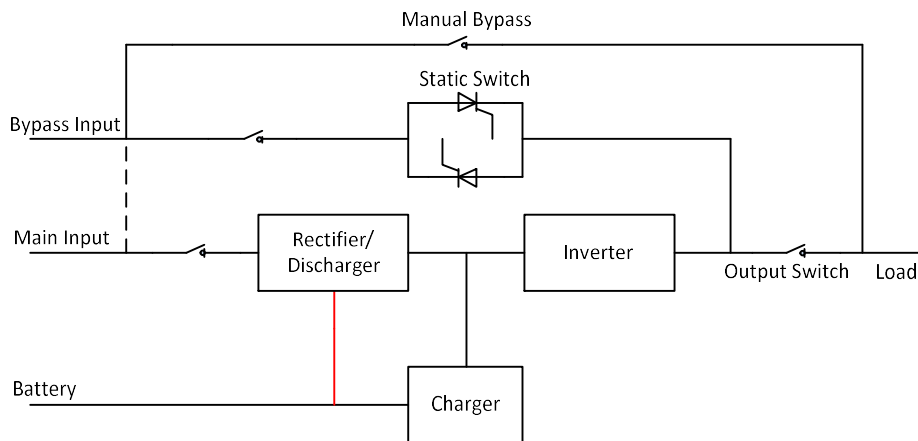 Manual Bypass
Static Switch
Bypass Input
Main Input
Rectifier/
Discharger
Inverter
Output Switch
Load
Battery
Charger